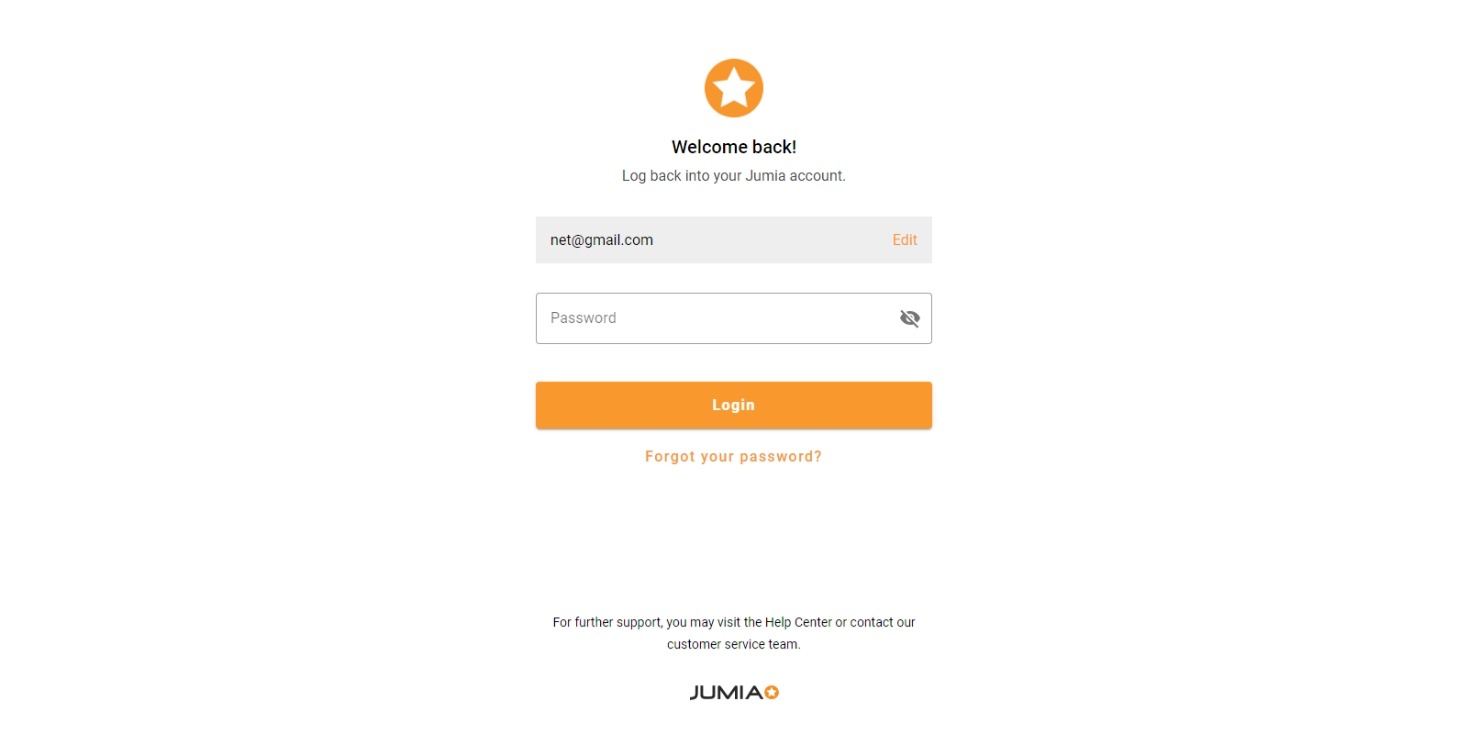 Welcome back!
Log back into your Jumia account.
net@gmail.com Edit
Password
Login
Forgot your password?
For further support, you may visit the Help Center or contact our
customer service team.
JUMIA